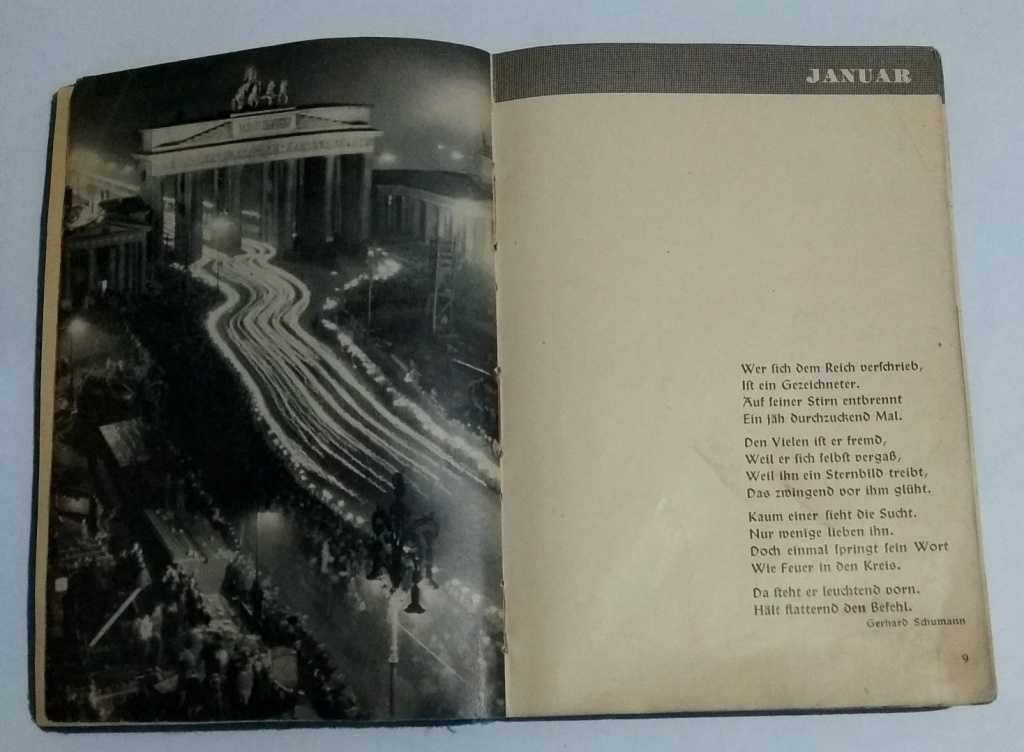 JANUAR
Wer ſich dem Reich verſchrieb,
Iſt ein Gezeichneter.
Auf ſeiner Stirn entbrennt
Ein jäh durchzuckend Mal.
Den Vielen iſt er fremd,
Weil er ſich ſelbſt vergaß,
Weil ihn ein Sternbild treibt,
Das zwingend vor ihm glüht.
Kaum einer ſieht die Sucht.
Nur wenige lieben ihn.
Doch einmal ſpringt ſein Wort
Wie Feuer in den Kreis.
Da ſteht er leuchtend vorn.
Hält flatternd den Befehl.
Gerhard Schumann
9